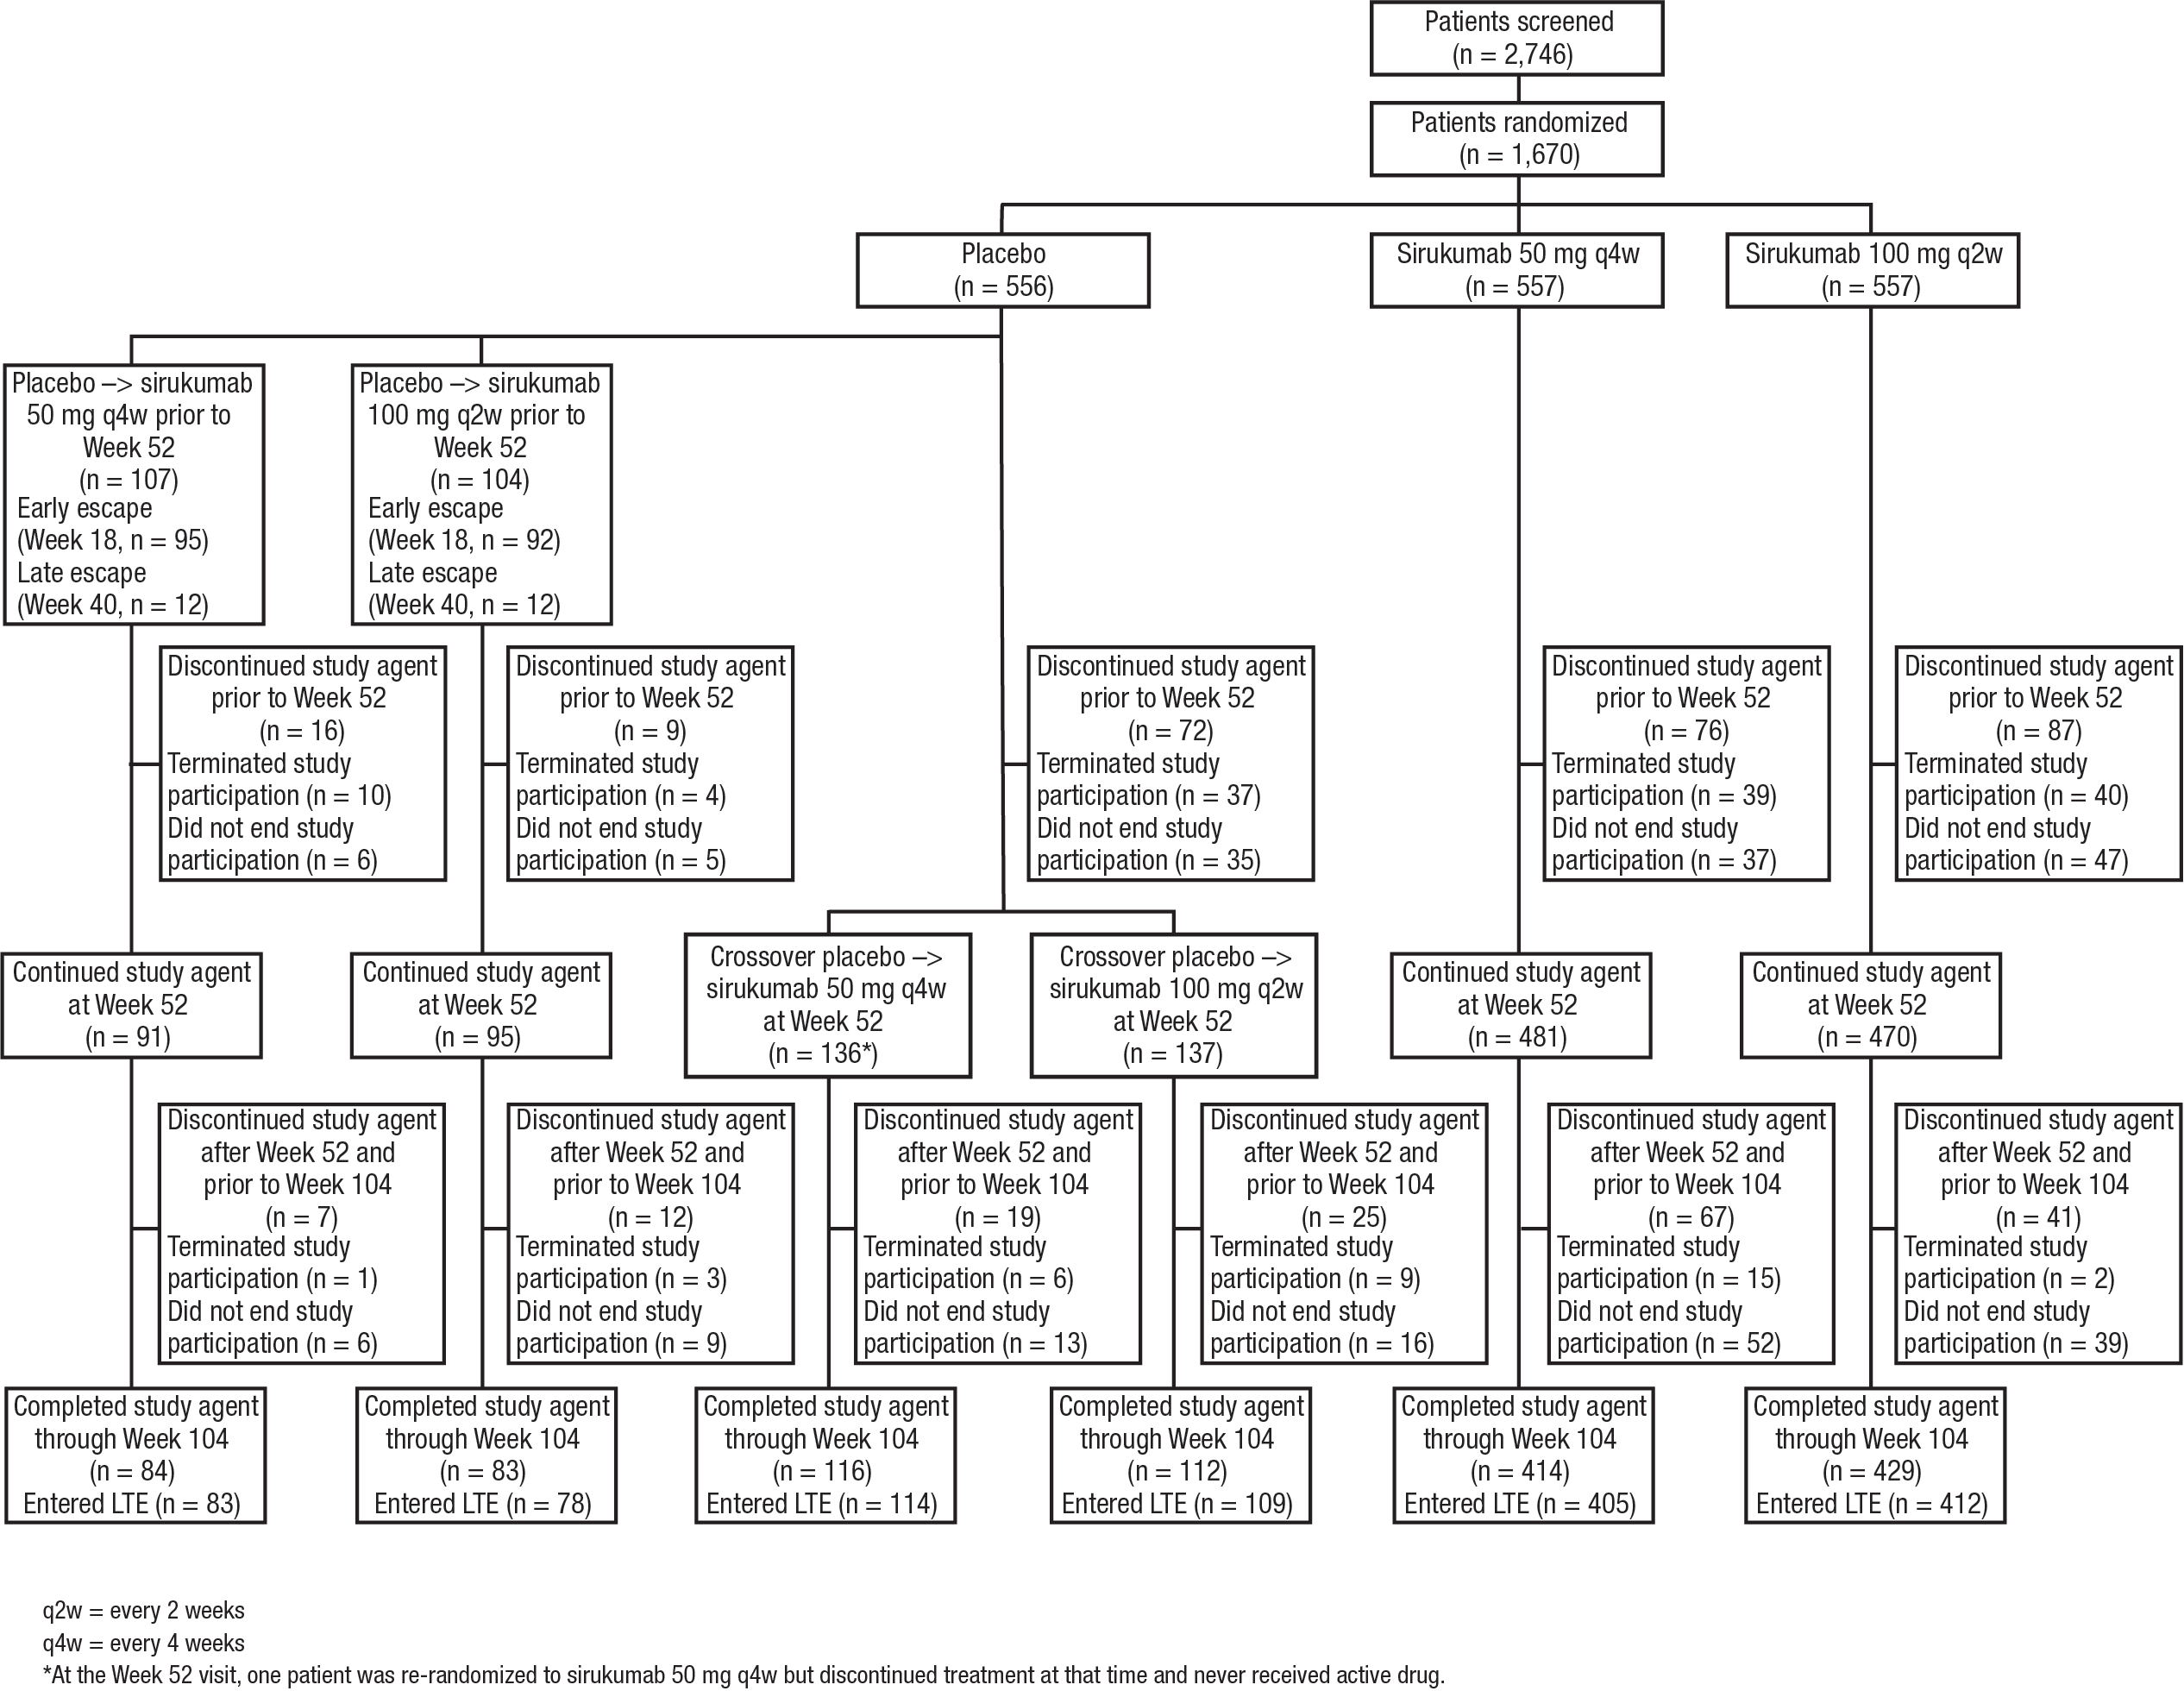 Patients screened
(n = 2,746)
Patients randomized
(n = 1,670)
Placebo
(n = 556)
Sirukumab 50 mg q4w
(n = 557)
Sirukumab 100 mg q2w
(n = 557)
Placebo –> sirukumab
50 mg q4w prior to
Week 52
(n = 107)
Early escape
(Week 18, n = 95)
Late escape
(Week 40, n = 12)
Placebo –> sirukumab
100 mg q2w prior to
Week 52
(n = 104)
Early escape
(Week 18, n = 92)
Late escape
(Week 40, n = 12)
Discontinued study agent
prior to Week 52
(n = 16)
Terminated study
participation (n = 10)
Did not end study
participation (n = 6)
Discontinued study agent
prior to Week 52
(n = 9)
Terminated study
participation (n = 4)
Did not end study
participation (n = 5)
Discontinued study agent
prior to Week 52
(n = 72)
Terminated study
participation (n = 37)
Did not end study
participation (n = 35)
Discontinued study agent
prior to Week 52
(n = 76)
Terminated study
participation (n = 39)
Did not end study
participation (n = 37)
Discontinued study agent
prior to Week 52
(n = 87)
Terminated study
participation (n = 40)
Did not end study
participation (n = 47)
Continued study agent
at Week 52
(n = 91)
Continued study agent
at Week 52
(n = 95)
Crossover placebo –>
sirukumab 50 mg q4w
at Week 52
(n = 136*)
Crossover placebo –>
sirukumab 100 mg q2w
at Week 52
(n = 137)
Continued study agent
at Week 52
(n = 481)
Continued study agent
at Week 52
(n = 470)
Discontinued study agent
after Week 52 and
prior to Week 104
(n = 7)
Terminated study
participation (n = 1)
Did not end study
participation (n = 6)
Discontinued study agent
after Week 52 and
prior to Week 104
(n = 12)
Terminated study
participation (n = 3)
Did not end study
participation (n = 9)
Discontinued study agent
after Week 52 and
prior to Week 104
(n = 19)
Terminated study
participation (n = 6)
Did not end study
participation (n = 13)
Discontinued study agent
after Week 52 and
prior to Week 104
(n = 25)
Terminated study
participation (n = 9)
Did not end study
participation (n = 16)
Discontinued study agent
after Week 52 and
prior to Week 104
(n = 67)
Terminated study
participation (n = 15)
Did not end study
participation (n = 52)
Discontinued study agent
after Week 52 and
prior to Week 104
(n = 41)
Terminated study
participation (n = 2)
Did not end study
participation (n = 39)
Completed study agent
through Week 104
(n = 84)
Entered LTE (n = 83)
Completed study agent
through Week 104
(n = 83)
Entered LTE (n = 78)
Completed study agent
through Week 104
(n = 116)
Entered LTE (n = 114)
Completed study agent
through Week 104
(n = 112)
Entered LTE (n = 109)
Completed study agent
through Week 104
(n = 414)
Entered LTE (n = 405)
Completed study agent
through Week 104
(n = 429)
Entered LTE (n = 412)
q2w = every 2 weeks
q4w = every 4 weeks
*At the Week 52 visit, one patient was re-randomized to sirukumab 50 mg q4w but discontinued treatment at that time and never received active drug.